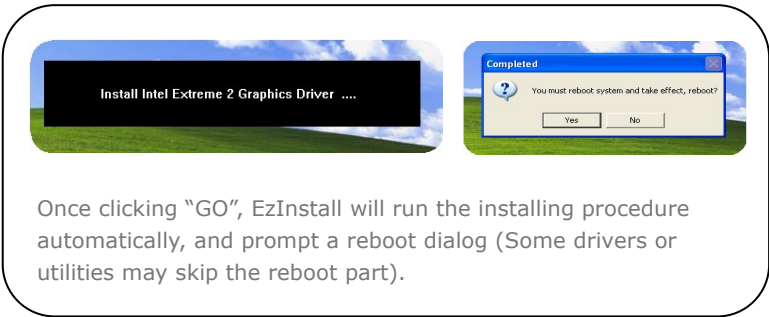 Install Intel Extreme 2 Graphics Driver ....
Completed
You must reboot system and take effect, reboot?
Yes No
Once clicking “GO”, EzInstall will run the installing procedure
automatically, and prompt a reboot dialog (Some drivers or
utilities may skip the reboot part).